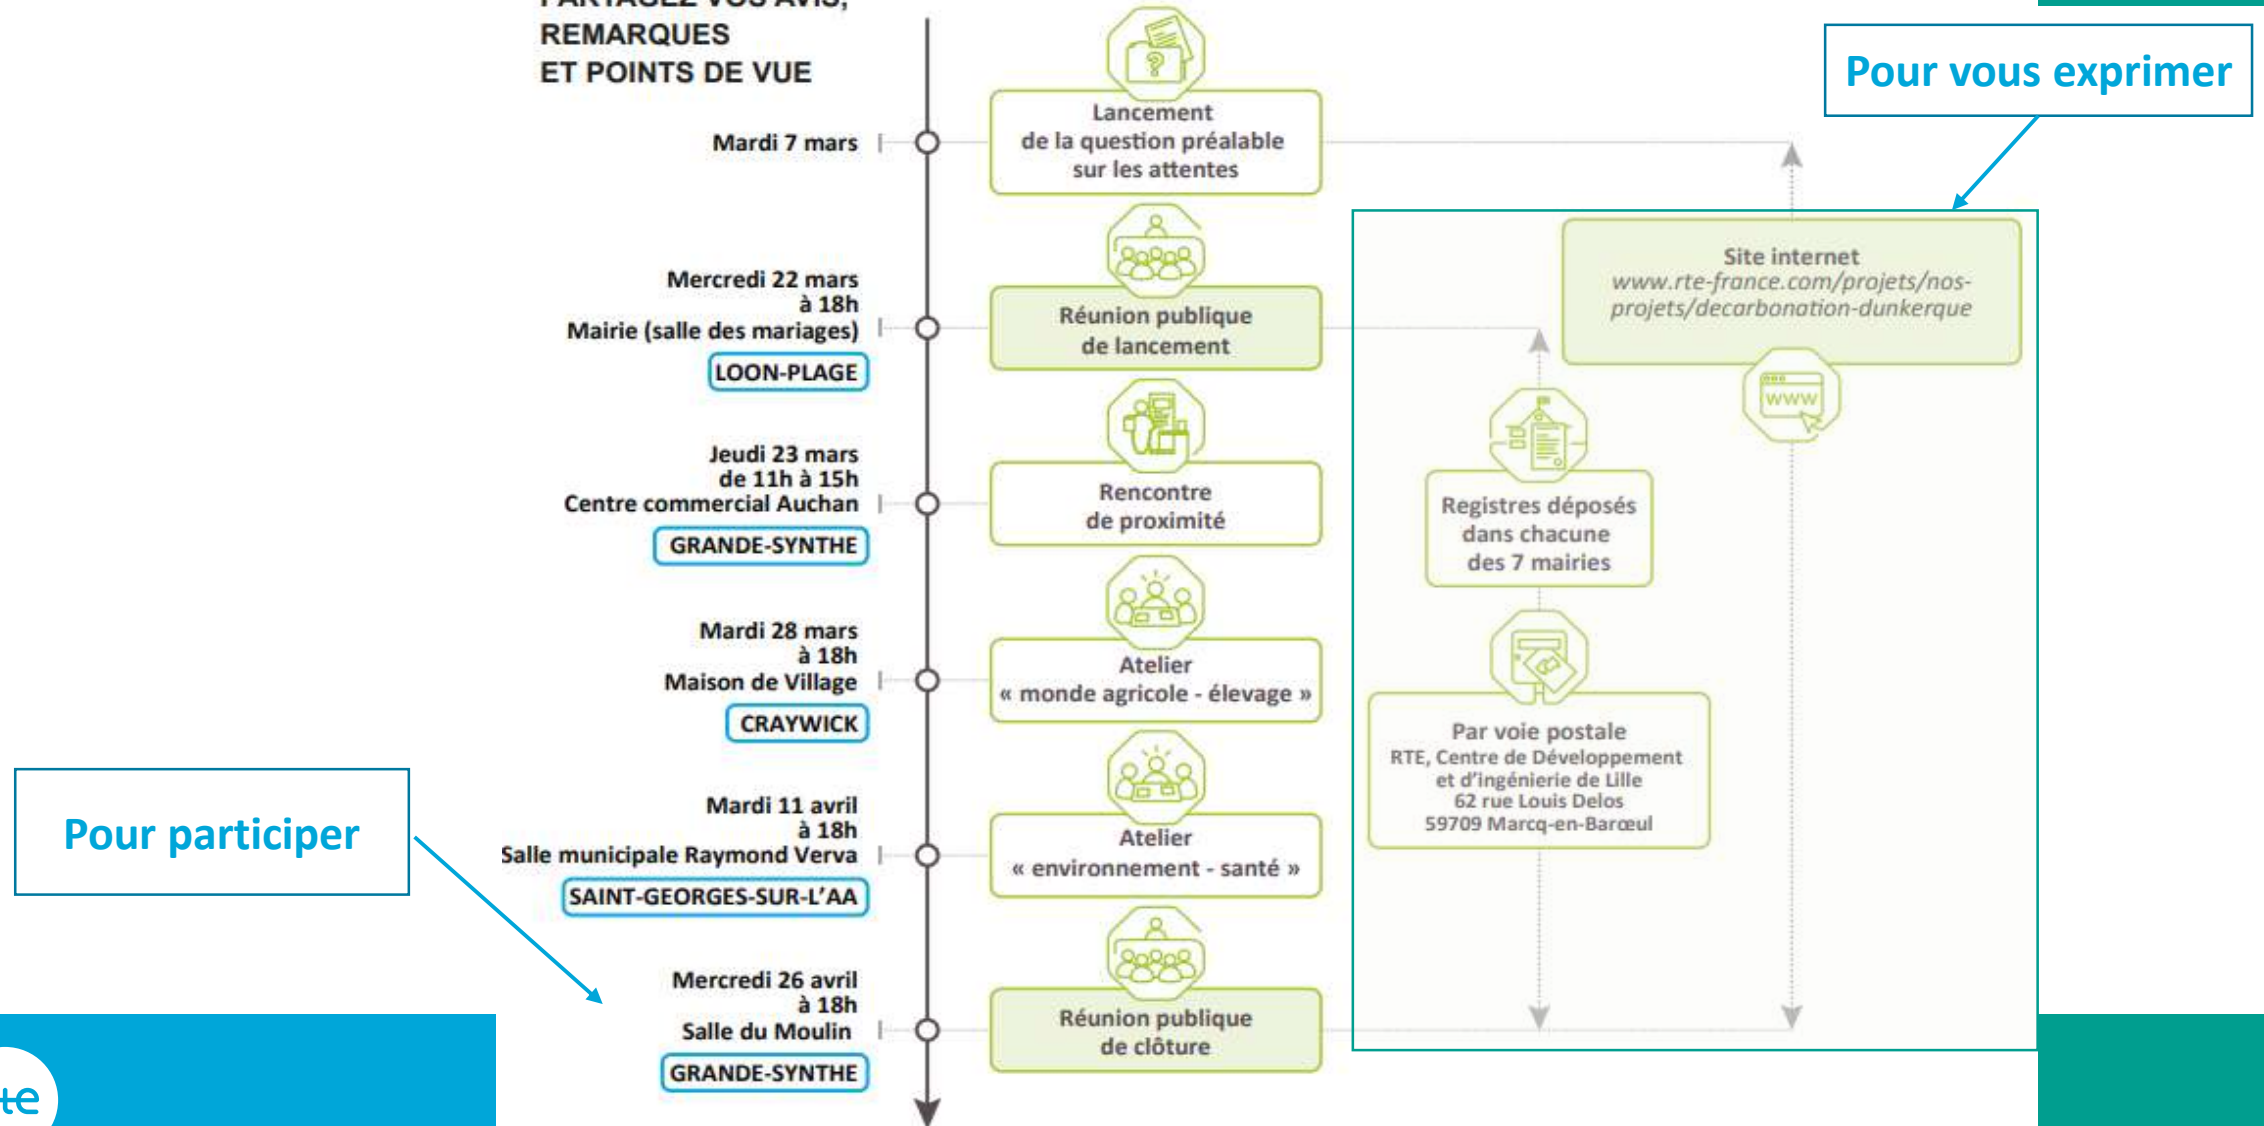 PARTAGEZ VOS AVIS,
REMARQUES
ET POINTS DE VUE
Pour vous exprimer
Mardi 7 mars
Lancement
de la question préalable
sur les attentes
Mercredi 22 mars
à 18h
Mairie (salle des mariages)
LOON-PLAGE
Réunion publique
de lancement
Jeudi 23 mars
de 11h à 15h
Centre commercial Auchan
GRANDE-SYNTHE
Rencontre
de proximité
Mardi 28 mars
à 18h
Maison de Village
CRAYWICK
Atelier
« monde agricole - élevage »
Mardi 11 avril
à 18h
Salle municipale Raymond Verva
SAINT-GEORGES-SUR-L'AA
Atelier
« environnement - santé »
Mercredi 26 avril
à 18h
Salle du Moulin
GRANDE-SYNTHE
Réunion publique
de clôture
Site internet
www.rte-france.com/projets/nos-
projets/decarbonation-dunkerque
www
Registres déposés
dans chacune
des 7 mairies
Par voie postale
RTE, Centre de Développement
et d'ingénierie de Lille
62 rue Louis Delos
59709 Marcq-en-Barœul
Pour participer